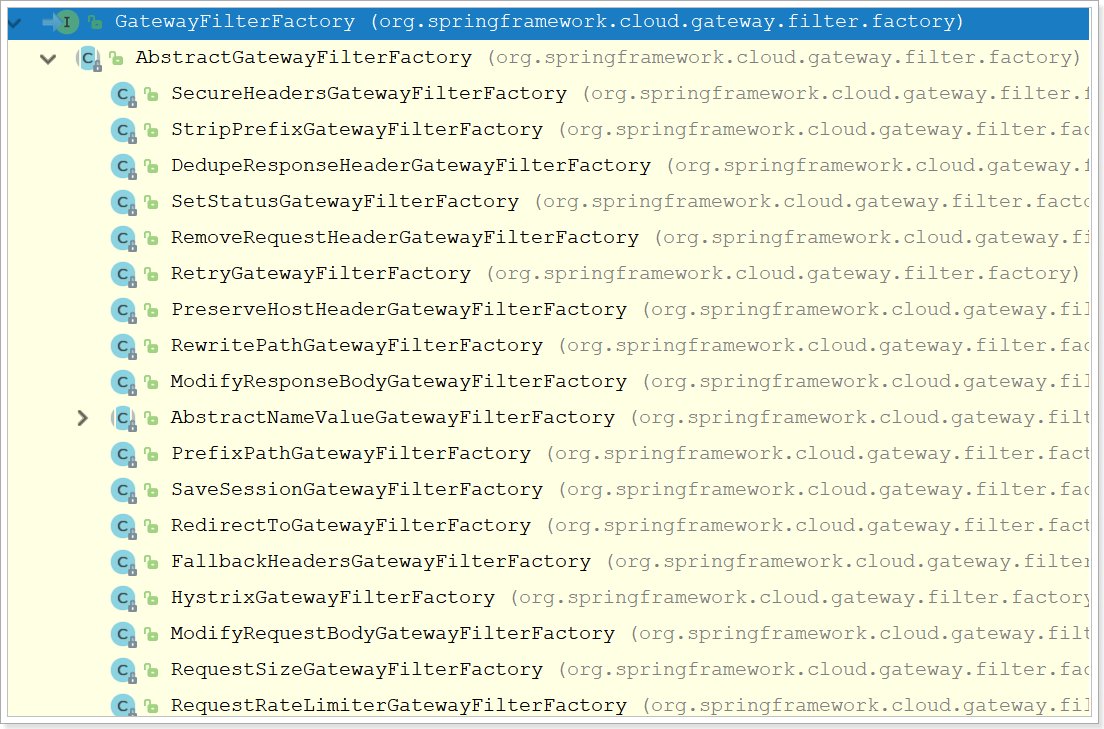 I GatewayFilterFactory (org.springframework.cloud.gateway.filter.factory)
C AbstractGatewayFilterFactory (org.springframework.cloud.gateway.filter.factory)
C SecureHeadersGatewayFilterFactory (org.springframework.cloud.gateway.filter.f
C StripPrefixGatewayFilterFactory (org.springframework.cloud.gateway.filter.fac
C DedupeResponseHeaderGatewayFilterFactory (org.springframework.cloud.gateway.f
C SetStatusGatewayFilterFactory (org.springframework.cloud.gateway.filter.facto
C RemoveRequestHeaderGatewayFilterFactory (org.springframework.cloud.gateway.fi
C RetryGatewayFilterFactory (org.springframework.cloud.gateway.filter.factory)
C PreserveHostHeaderGatewayFilterFactory (org.springframework.cloud.gateway.fil
C RewritePathGatewayFilterFactory (org.springframework.cloud.gateway.filter.fac
C ModifyResponseBodyGatewayFilterFactory (org.springframework.cloud.gateway.fil
C AbstractNameValueGatewayFilterFactory (org.springframework.cloud.gateway.filt
C PrefixPathGatewayFilterFactory (org.springframework.cloud.gateway.filter.fact
C SaveSessionGatewayFilterFactory (org.springframework.cloud.gateway.filter.fac
C RedirectToGatewayFilterFactory (org.springframework.cloud.gateway.filter.fact
C FallbackHeadersGatewayFilterFactory (org.springframework.cloud.gateway.filter
C HystrixGatewayFilterFactory (org.springframework.cloud.gateway.filter.factory
C ModifyRequestBodyGatewayFilterFactory (org.springframework.cloud.gateway.filt
C RequestSizeGatewayFilterFactory (org.springframework.cloud.gateway.filter.fac
C RequestRateLimiterGatewayFilterFactory (org.springframework.cloud.gateway.fil